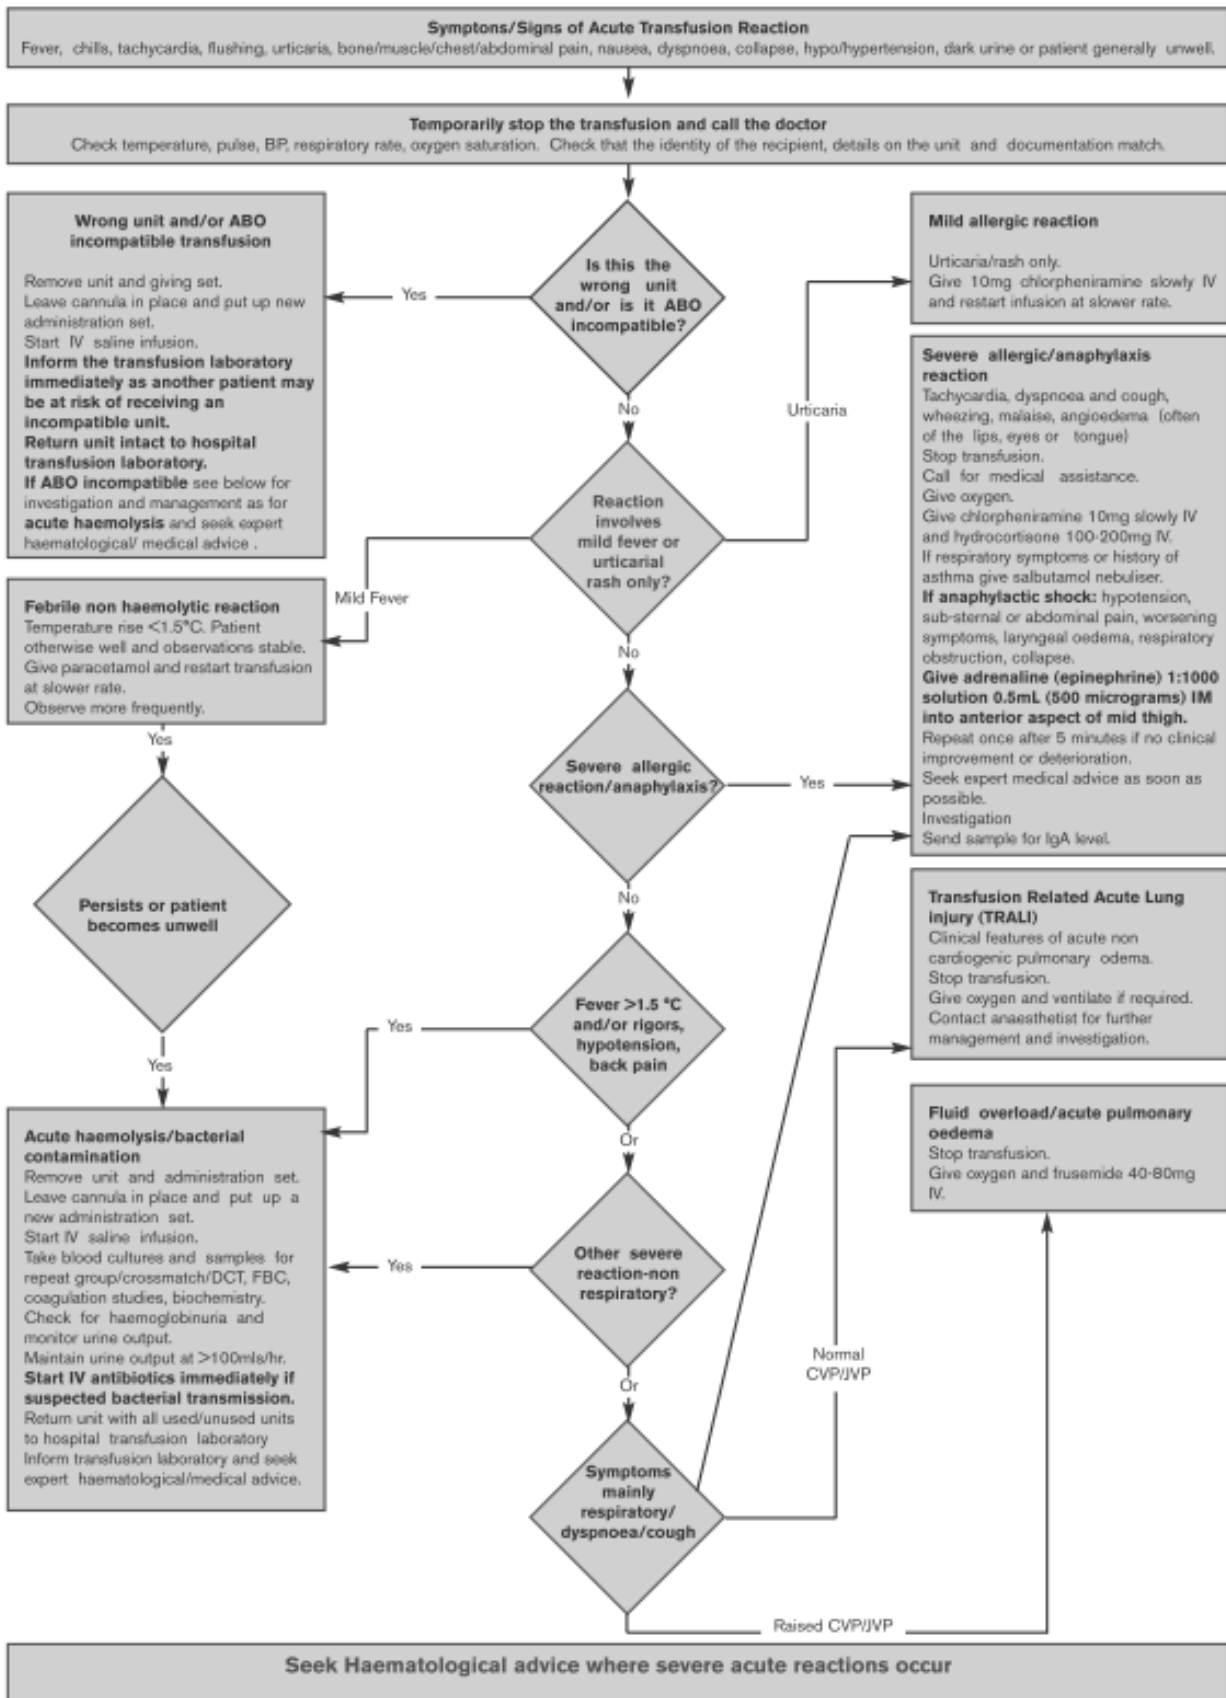 Symptons/Signs of Acute Transfusion Reaction
Fever, chills, tachycardia, flushing, urticaria, bone/muscle/chest/abdominal pain, nausea, dyspnoea, collapse, hypo/hypertension, dark urine or patient generally unwell.
Temporarily stop the transfusion and call the doctor
Check temperature, pulse, BP, respiratory rate, oxygen saturation. Check that the identity of the recipient, details on the unit and documentation match.
Wrong unit and/or ABO
incompatible transfusion
Remove unit and giving set.
Leave cannula in place and put up new
administration set.
Start IV saline infusion.
Inform the transfusion laboratory
immediately as another patient may
be at risk of receiving an
incompatible unit.
Return unit intact to hospital
transfusion laboratory.
If ABO incompatible see below for
investigation and management as for
acute haemolysis and seek expert
haematological/ medical advice .
Yes
Is this the
wrong unit
and/or is it ABO
incompatible?
No
Urticaria
Mild allergic reaction
Urticaria/rash only.
Give 10mg chlorpheniramine slowly IV
and restart infusion at slower rate.
Reaction
involves
mild fever or
urticarial
rash only?
Mild Fever
No
Febrile non haemolytic reaction
Temperature rise <1.5°C. Patient
otherwise well and observations stable.
Give paracetamol and restart transfusion
at slower rate.
Observe more frequently.
Yes
Severe allergic/anaphylaxis
reaction
Tachycardia, dyspnoea and cough,
wheezing, malaise, angioedema (often
of the lips, eyes or tongue)
Stop transfusion.
Call for medical assistance.
Give oxygen.
Give chlorpheniramine 10mg slowly IV
and hydrocortisone 100-200mg IV.
If respiratory symptoms or history of
asthma give salbutamol nebuliser.
If anaphylactic shock: hypotension,
sub-sternal or abdominal pain, worsening
symptoms, laryngeal oedema, respiratory
obstruction, collapse.
Give adrenaline (epinephrine) 1:1000
solution 0.5mL (500 micrograms) IM
into anterior aspect of mid thigh.
Repeat once after 5 minutes if no clinical
improvement or deterioration.
Seek expert medical advice as soon as
possible.
Investigation
Send sample for IgA level.
Severe allergic
reaction/anaphylaxis?
Yes
No
Persists or patient
becomes unwell
Yes
Fever >1.5 °C
and/or rigors,
hypotension,
back pain
Yes
Or
Transfusion Related Acute Lung
injury (TRALI)
Clinical features of acute non
cardiogenic pulmonary odema.
Stop transfusion.
Give oxygen and ventilate if required.
Contact anaesthetist for further
management and investigation.
Fluid overload/acute pulmonary
oedema
Stop transfusion.
Give oxygen and frusemide 40-80mg
IV.
Acute haemolysis/bacterial
contamination
Remove unit and administration set.
Leave cannula in place and put up a
new administration set.
Start IV saline infusion.
Take blood cultures and samples for
repeat group/crossmatch/DCT, FBC,
coagulation studies, biochemistry.
Check for haemoglobinuria and
monitor urine output.
Maintain urine output at >100mls/hr.
Start IV antibiotics immediately if
suspected bacterial transmission.
Return unit with all used/unused units
to hospital transfusion laboratory
Inform transfusion laboratory and seek
expert haematological/medical advice.
Yes
Other severe
reaction-non
respiratory?
Or
Normal
CVP/JVP
Symptoms
mainly
respiratory/
dyspnoea/cough
Raised CVP/JVP
Seek Haematological advice where severe acute reactions occur